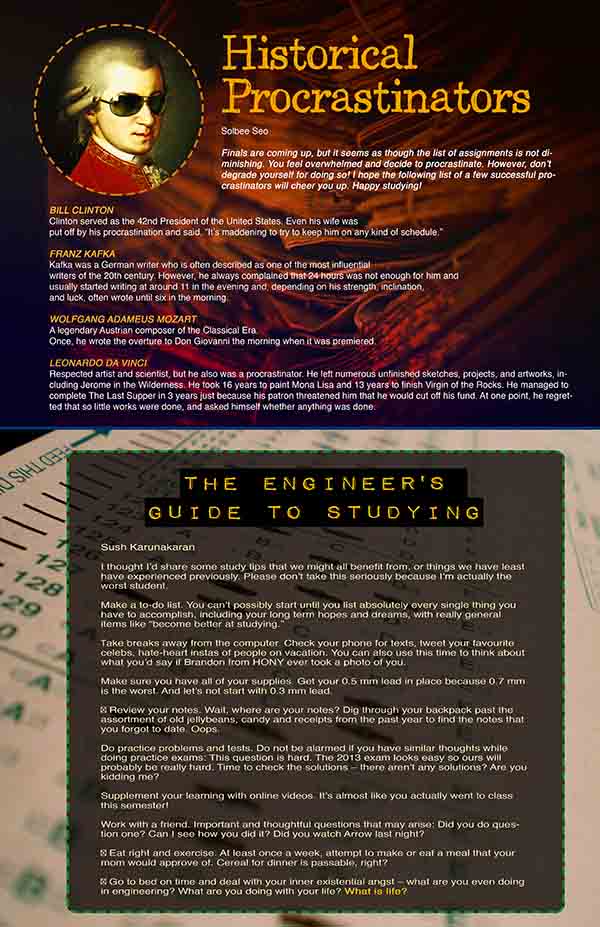 Historical
Procrastinators
Solbee Seo
Finals are coming up, but it seems as though the list of assignments is not di-
minishing. You feel overwhelmed and decide to procrastinate. However, don't
degrade yourself for doing so! I hope the following list of a few successful pro-
crastinators will cheer you up. Happy studying!
BILL CLINTON
Clinton served as the 42nd President of the United States. Even his wife was
put off by his procrastination and said, "It's maddening to try to keep him on any kind of schedule."
FRANZ KAFKA
Kafka was a German writer who is often described as one of the most influential
writers of the 20th century. However, he always complained that 24 hours was not enough for him and
usually started writing at around 11 in the evening and, depending on his strength, inclination,
and luck, often wrote until six in the morning.
WOLFGANG ADAMEUS MOZART
A legendary Austrian composer of the Classical Era.
Once, he wrote the overture to Don Giovanni the morning when it was premiered.
LEONARDO DA VINCI
Respected artist and scientist, but he also was a procrastinator. He left numerous unfinished sketches, projects, and artworks, in-
cluding Jerome in the Wilderness. He took 16 years to paint Mona Lisa and 13 years to finish Virgin of the Rocks. He managed to
complete The Last Supper in 3 years just because his patron threatened him that he would cut off his fund. At one point, he regret-
ted that so little works were done, and asked himself whether anything was done.
FEED THIS D
THE ENGINEER'S
GUIDE TO STUDYING
Sush Karunakaran
I thought I'd share some study tips that we might all benefit from, or things we have least
have experienced previously. Please don't take this seriously because I'm actually the
worst student.
Make a to-do list. You can't possibly start until you list absolutely every single thing you
have to accomplish, including your long term hopes and dreams, with really general
items like "become better at studying."
Take breaks away from the computer. Check your phone for texts, tweet your favourite
celebs, hate-heart instas of people on vacation. You can also use this time to think about
what you'd say if Brandon from HONY ever took a photo of you.
Make sure you have all of your supplies. Get your 0.5 mm lead in place because 0.7 mm
is the worst. And let's not start with 0.3 mm lead.
Review your notes. Wait, where are your notes? Dig through your backpack past the
assortment of old jellybeans, candy and receipts from the past year to find the notes that
you forgot to date. Oops.
Do practice problems and tests. Do not be alarmed if you have similar thoughts while
doing practice exams: This question is hard. The 2013 exam looks easy so ours will
probably be really hard. Time to check the solutions – there aren't any solutions? Are you
kidding me?
Supplement your learning with online videos. It's almost like you actually went to class
this semester!
Work with a friend. Important and thoughtful questions that may arise: Did you do ques-
tion one? Can I see how you did it? Did you watch Arrow last night?
Eat right and exercise. At least once a week, attempt to make or eat a meal that your
mom would approve of. Cereal for dinner is passable, right?
Go to bed on time and deal with your inner existential angst – what are you even doing
in engineering? What are you doing with your life? What is life?